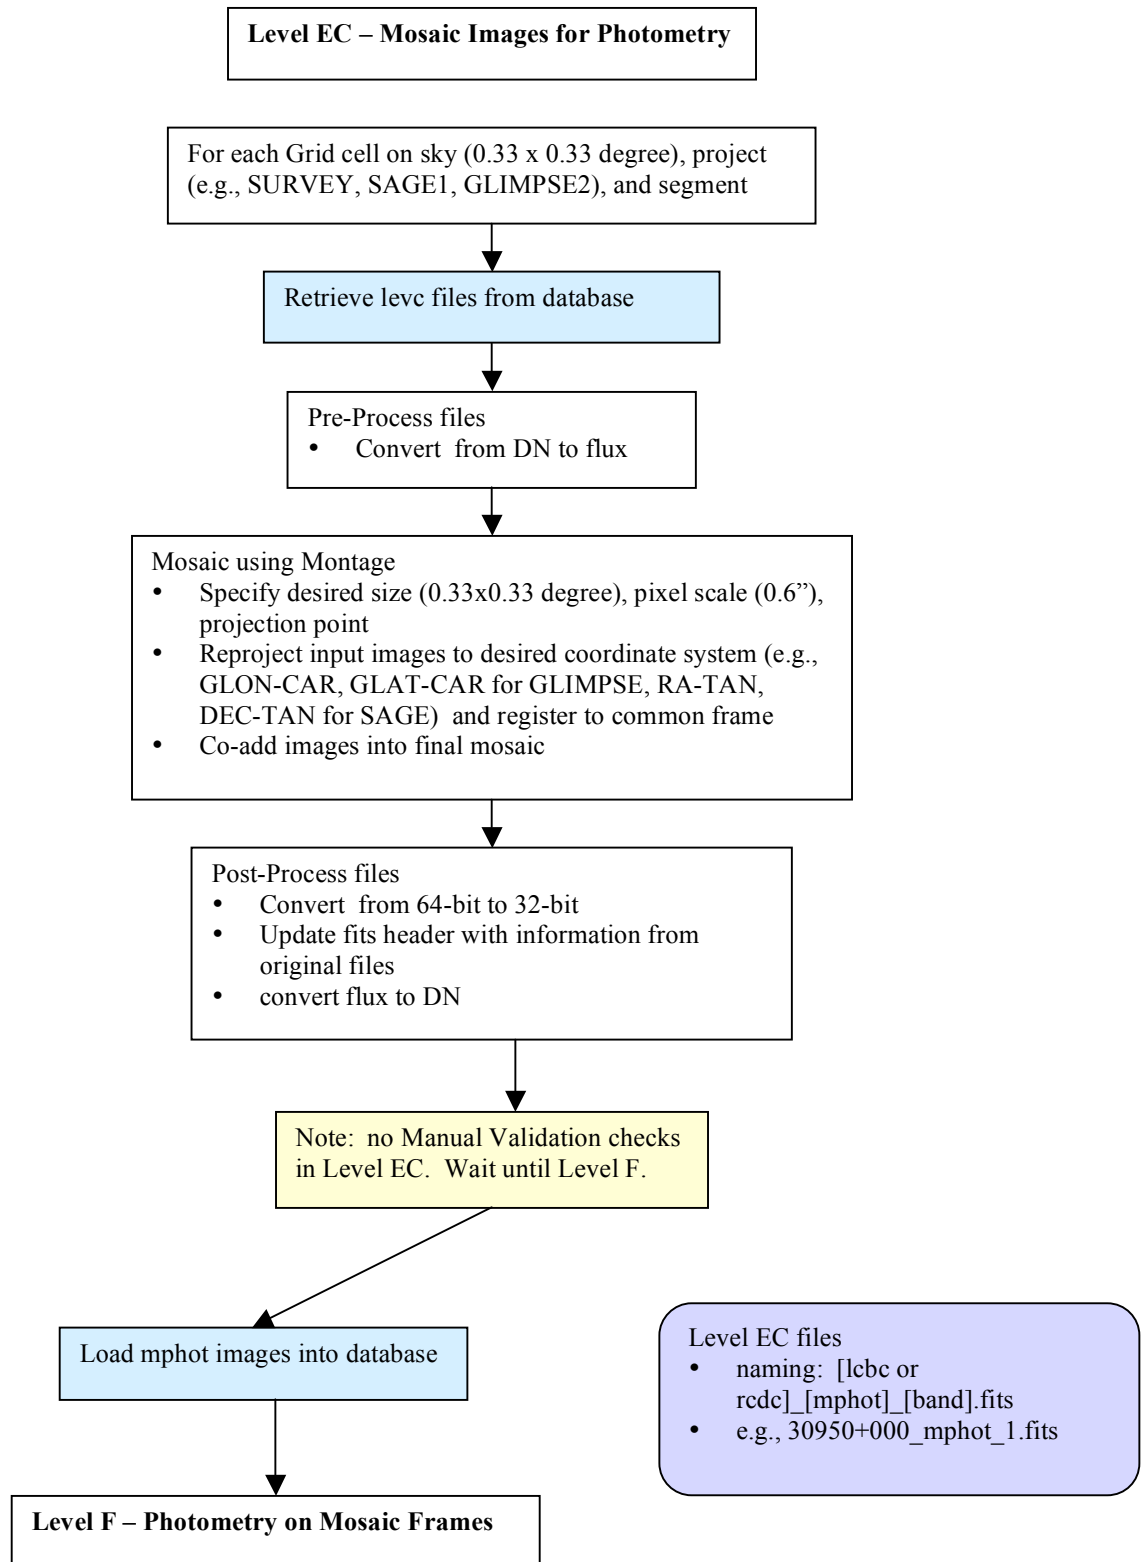 Level EC – Mosaic Images for Photometry
For each Grid cell on sky (0.33 x 0.33 degree), project
(e.g., SURVEY, SAGE1, GLIMPSE2), and segment
Retrieve levc files from database
Pre-Process files
• Convert from DN to flux
Mosaic using Montage
• Specify desired size (0.33x0.33 degree), pixel scale (0.6”),
projection point
• Reproject input images to desired coordinate system (e.g.,
GLON-CAR, GLAT-CAR for GLIMPSE, RA-TAN,
DEC-TAN for SAGE) and register to common frame
• Co-add images into final mosaic
Post-Process files
• Convert from 64-bit to 32-bit
• Update fits header with information from
original files
• convert flux to DN
Note: no Manual Validation checks
in Level EC. Wait until Level F.
Load mphot images into database
Level EC files
• naming: [lcbc or
rcdc]_[mphot]_[band].fits
• e.g., 30950+000_mphot_1.fits
Level F – Photometry on Mosaic Frames